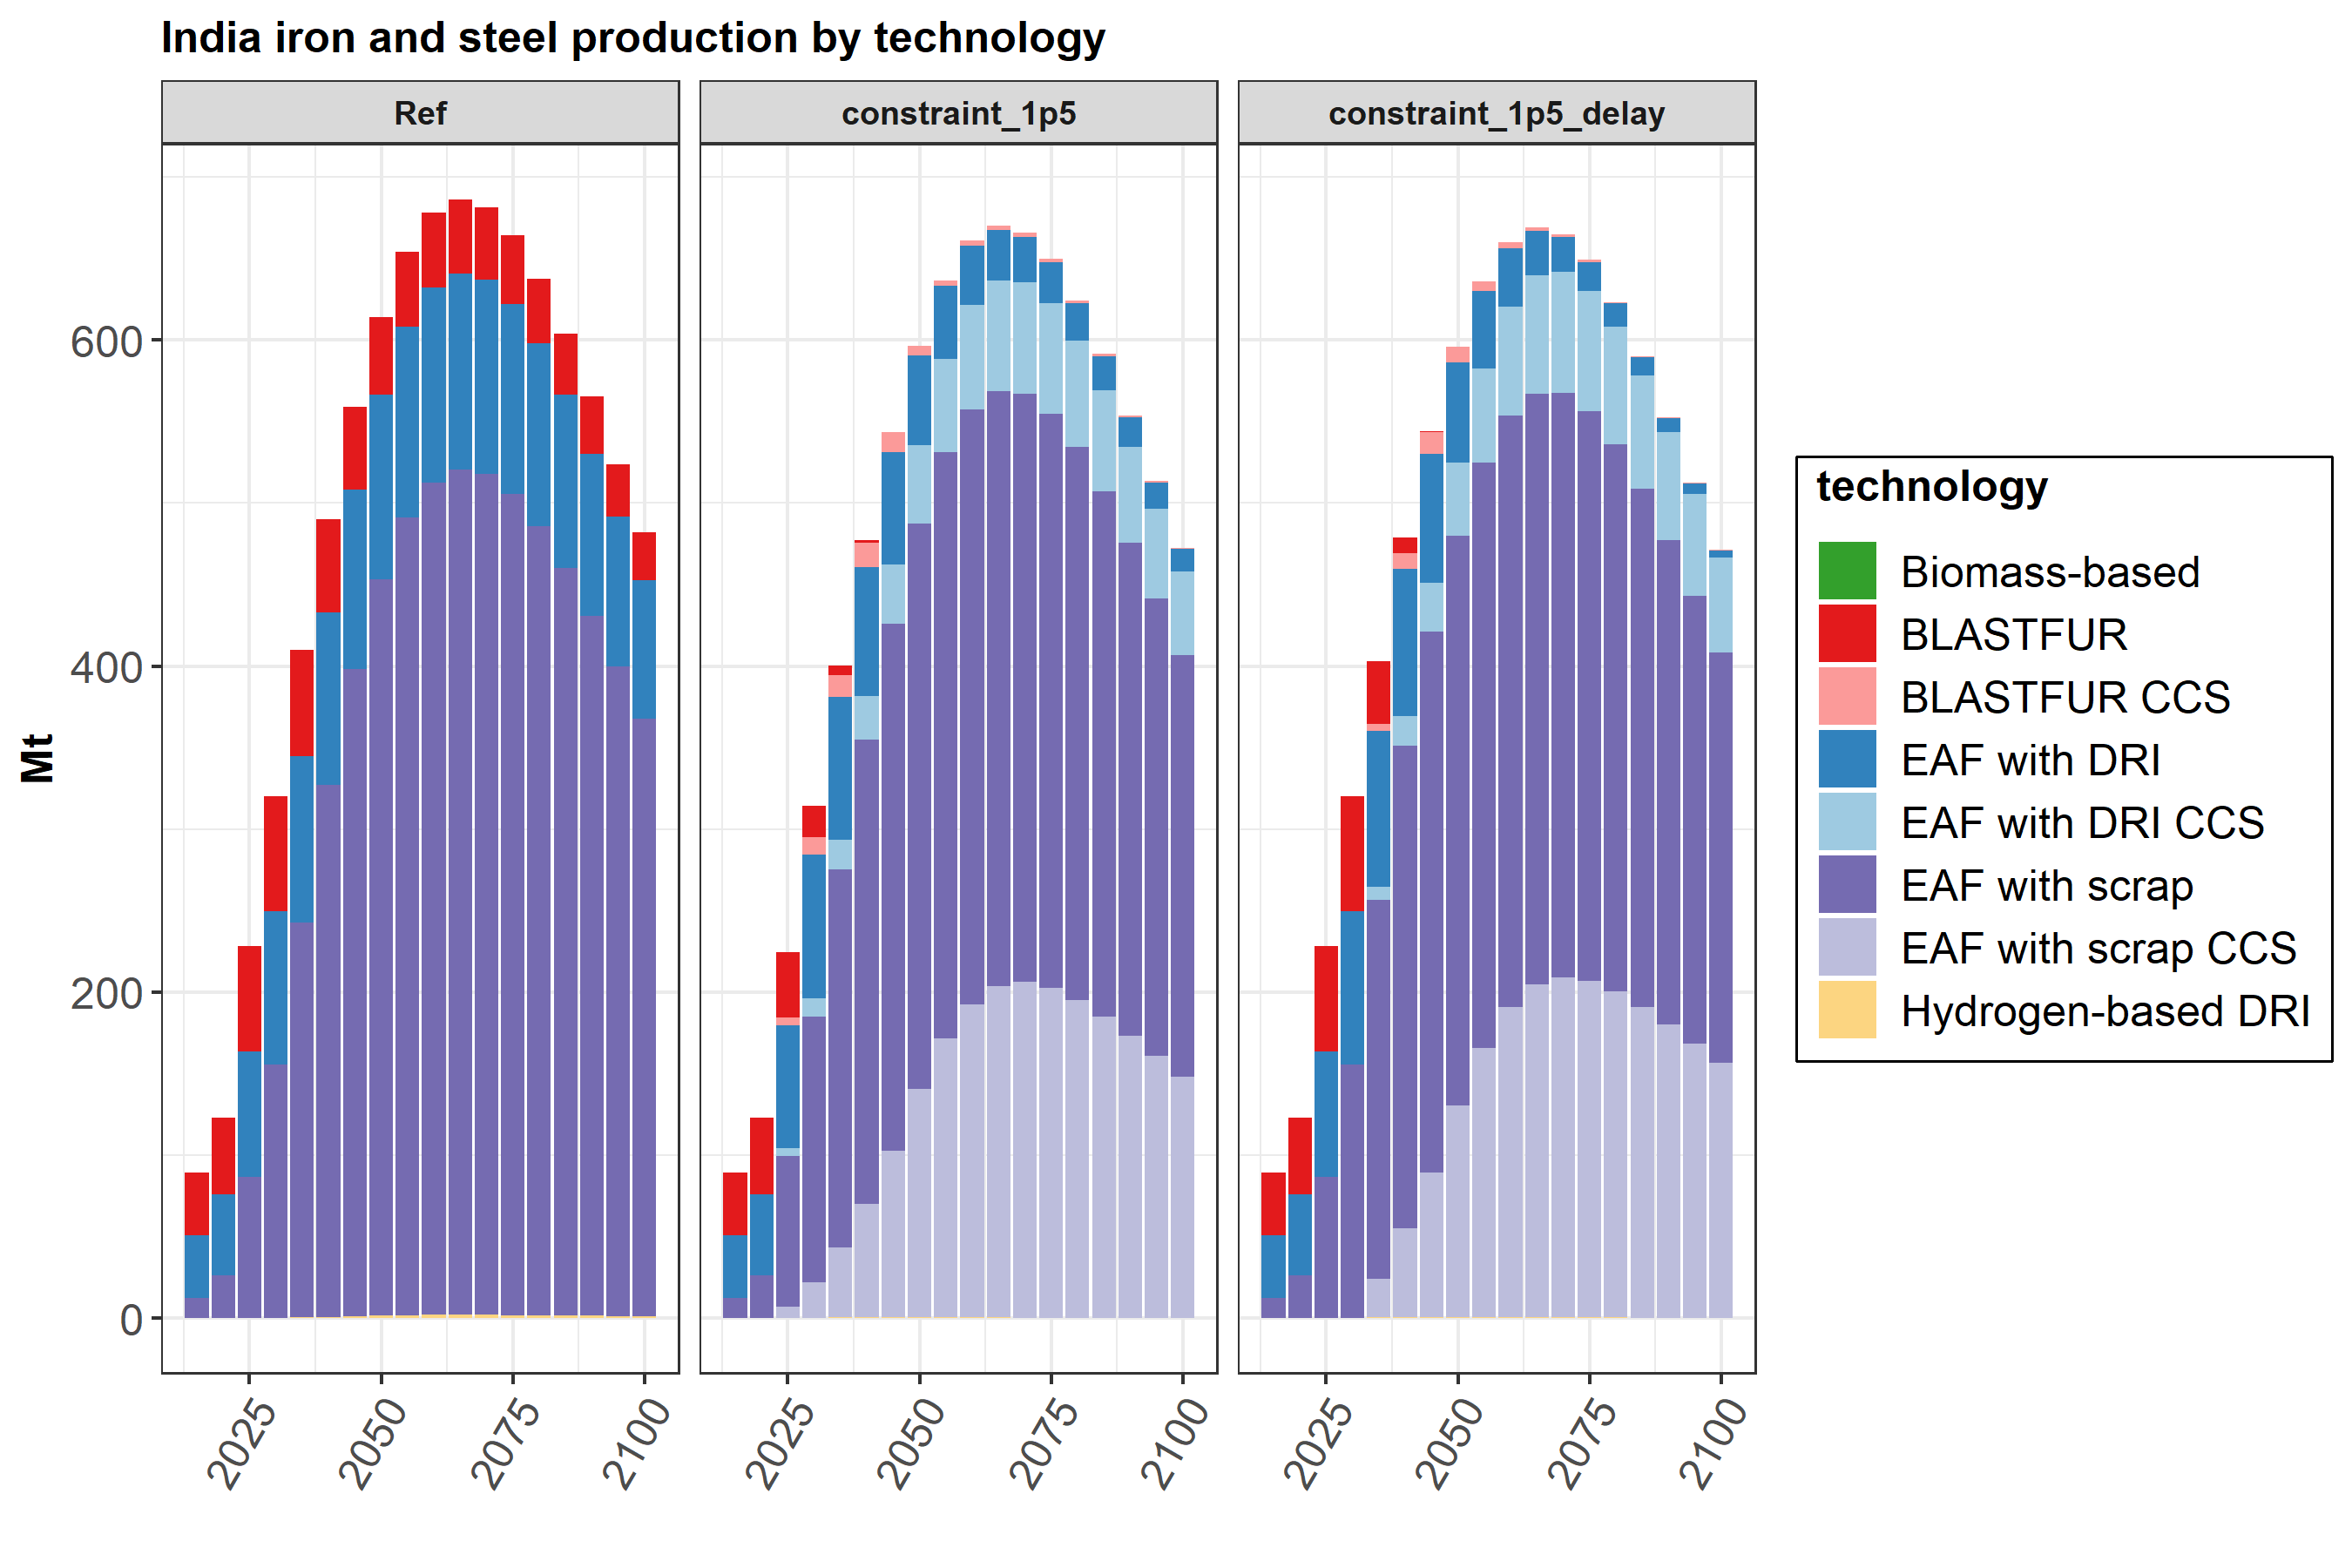 India iron and steel production by technology
Ref
constraint_1p5
constraint_1p5_delay
Mt
600
400
200
0
2025
2050
2075
2100
2025
2050
2075
2100
2025
2050
2075
2100
technology
Biomass-based
BLASTFUR
BLASTFUR CCS
EAF with DRI
EAF with DRI CCS
EAF with scrap
EAF with scrap CCS
Hydrogen-based DRI